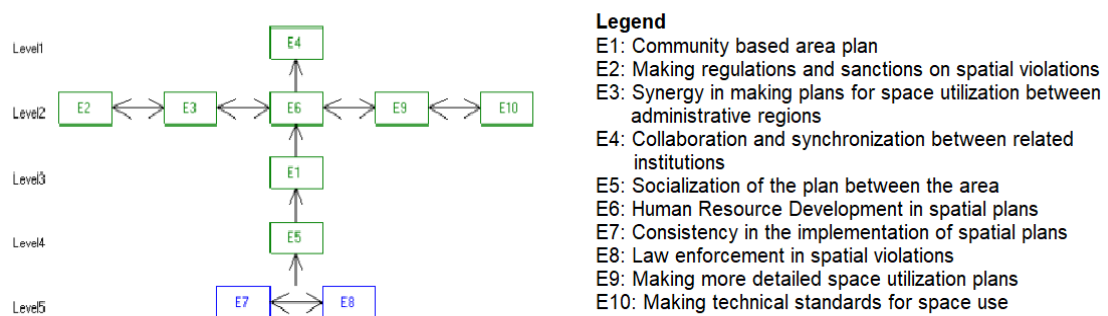 Level1
E4
Level2
E2
E3
E6
E9
E10
Level3
E1
Level4
E5
Level5
E7
E8
Legend
E1: Community based area plan
E2: Making regulations and sanctions on spatial violations
E3: Synergy in making plans for space utilization between
administrative regions
E4: Collaboration and synchronization between related
institutions
E5: Socialization of the plan between the area
E6: Human Resource Development in spatial plans
E7: Consistency in the implementation of spatial plans
E8: Law enforcement in spatial violations
E9: Making more detailed space utilization plans
E10: Making technical standards for space use